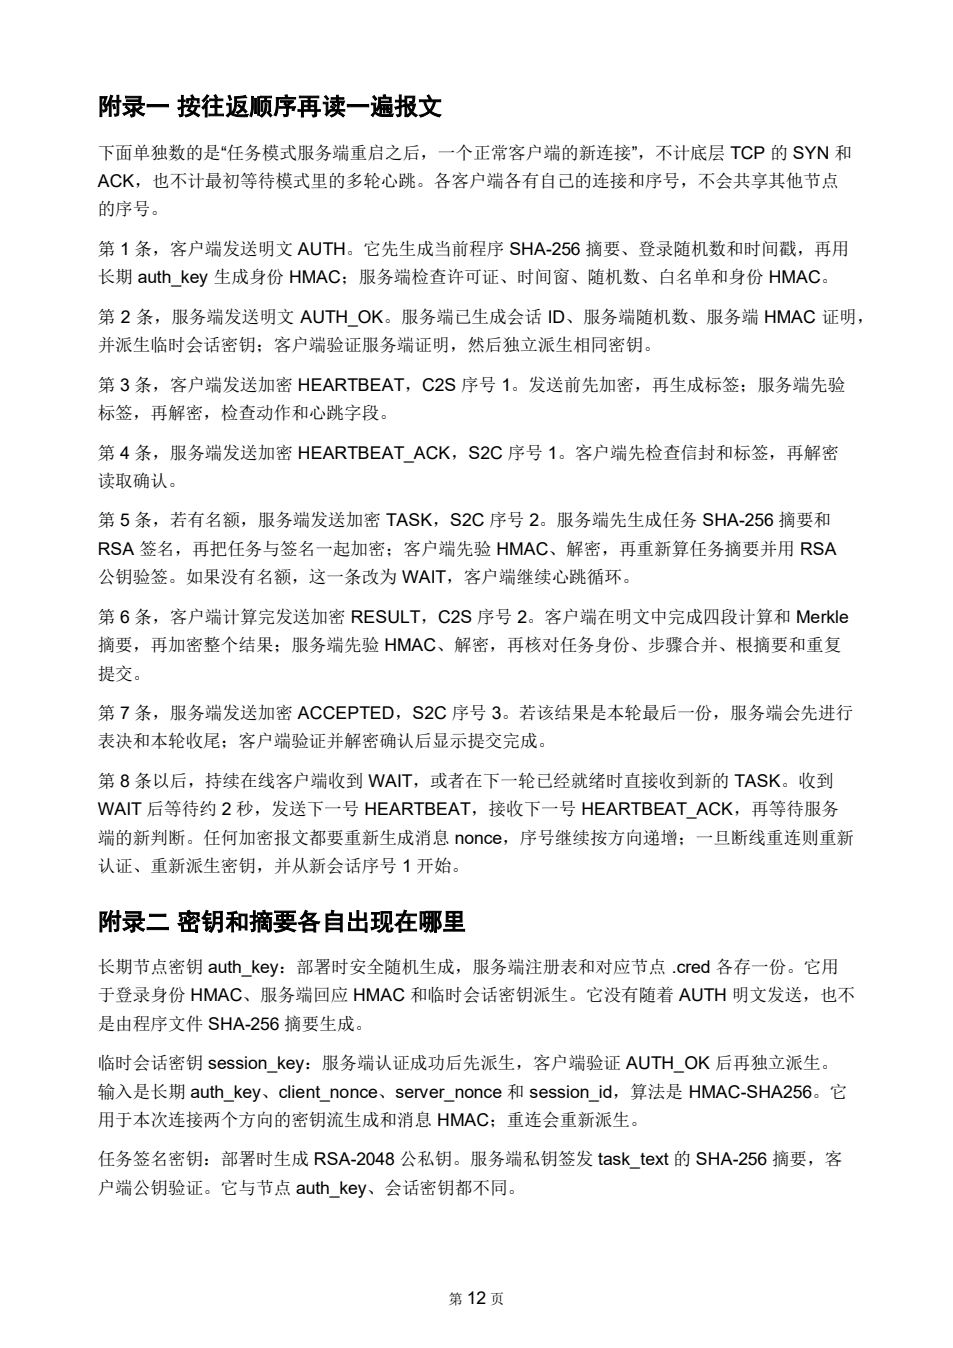 附录一 按往返顺序再读一遍报文
下面单独数的是“任务模式服务端重启之后，一个正常客户端的新连接”，不计底层 TCP 的 SYN 和
ACK，也不计最初等待模式里的多轮心跳。各客户端各有自己的连接和序号，不会共享其他节点
的序号。
第 1 条，客户端发送明文 AUTH。它先生成当前程序 SHA-256 摘要、登录随机数和时间戳，再用
长期 auth_key 生成身份 HMAC；服务端检查许可证、时间窗、随机数、白名单和身份 HMAC。
第 2 条，服务端发送明文 AUTH_OK。服务端已生成会话 ID、服务端随机数、服务端 HMAC 证明，
并派生临时会话密钥；客户端验证服务端证明，然后独立派生相同密钥。
第 3 条，客户端发送加密 HEARTBEAT，C2S 序号 1。发送前先加密，再生成标签；服务端先验
标签，再解密，检查动作和心跳字段。
第 4 条，服务端发送加密 HEARTBEAT_ACK，S2C 序号 1。客户端先检查信封和标签，再解密
读取确认。
第 5 条，若有名额，服务端发送加密 TASK，S2C 序号 2。服务端先生成任务 SHA-256 摘要和
RSA 签名，再把任务与签名一起加密；客户端先验 HMAC、解密，再重新算任务摘要并用 RSA
公钥验签。如果没有名额，这一条改为 WAIT，客户端继续心跳循环。
第 6 条，客户端计算完发送加密 RESULT，C2S 序号 2。客户端在明文中完成四段计算和 Merkle
摘要，再加密整个结果；服务端先验 HMAC、解密，再核对任务身份、步骤合并、根摘要和重复
提交。
第 7 条，服务端发送加密 ACCEPTED，S2C 序号 3。若该结果是本轮最后一份，服务端会先进行
表决和本轮收尾；客户端验证并解密确认后显示提交完成。
第 8 条以后，持续在线客户端收到 WAIT，或者在下一轮已经就绪时直接收到新的 TASK。收到
WAIT 后等待约 2 秒，发送下一号 HEARTBEAT，接收下一号 HEARTBEAT_ACK，再等待服务
端的新判断。任何加密报文都要重新生成消息 nonce，序号继续按方向递增；一旦断线重连则重新
认证、重新派生密钥，并从新会话序号 1 开始。
附录二 密钥和摘要各自出现在哪里
长期节点密钥 auth_key：部署时安全随机生成，服务端注册表和对应节点 .cred 各存一份。它用
于登录身份 HMAC、服务端回应 HMAC 和临时会话密钥派生。它没有随着 AUTH 明文发送，也不
是由程序文件 SHA-256 摘要生成。
临时会话密钥 session_key：服务端认证成功后先派生，客户端验证 AUTH_OK 后再独立派生。
输入是长期 auth_key、client_nonce、server_nonce 和 session_id，算法是 HMAC-SHA256。它
用于本次连接两个方向的密钥流生成和消息 HMAC；重连会重新派生。
任务签名密钥：部署时生成 RSA-2048 公私钥。服务端私钥签发 task_text 的 SHA-256 摘要，客
户端公钥验证。它与节点 auth_key、会话密钥都不同。
第 12 页